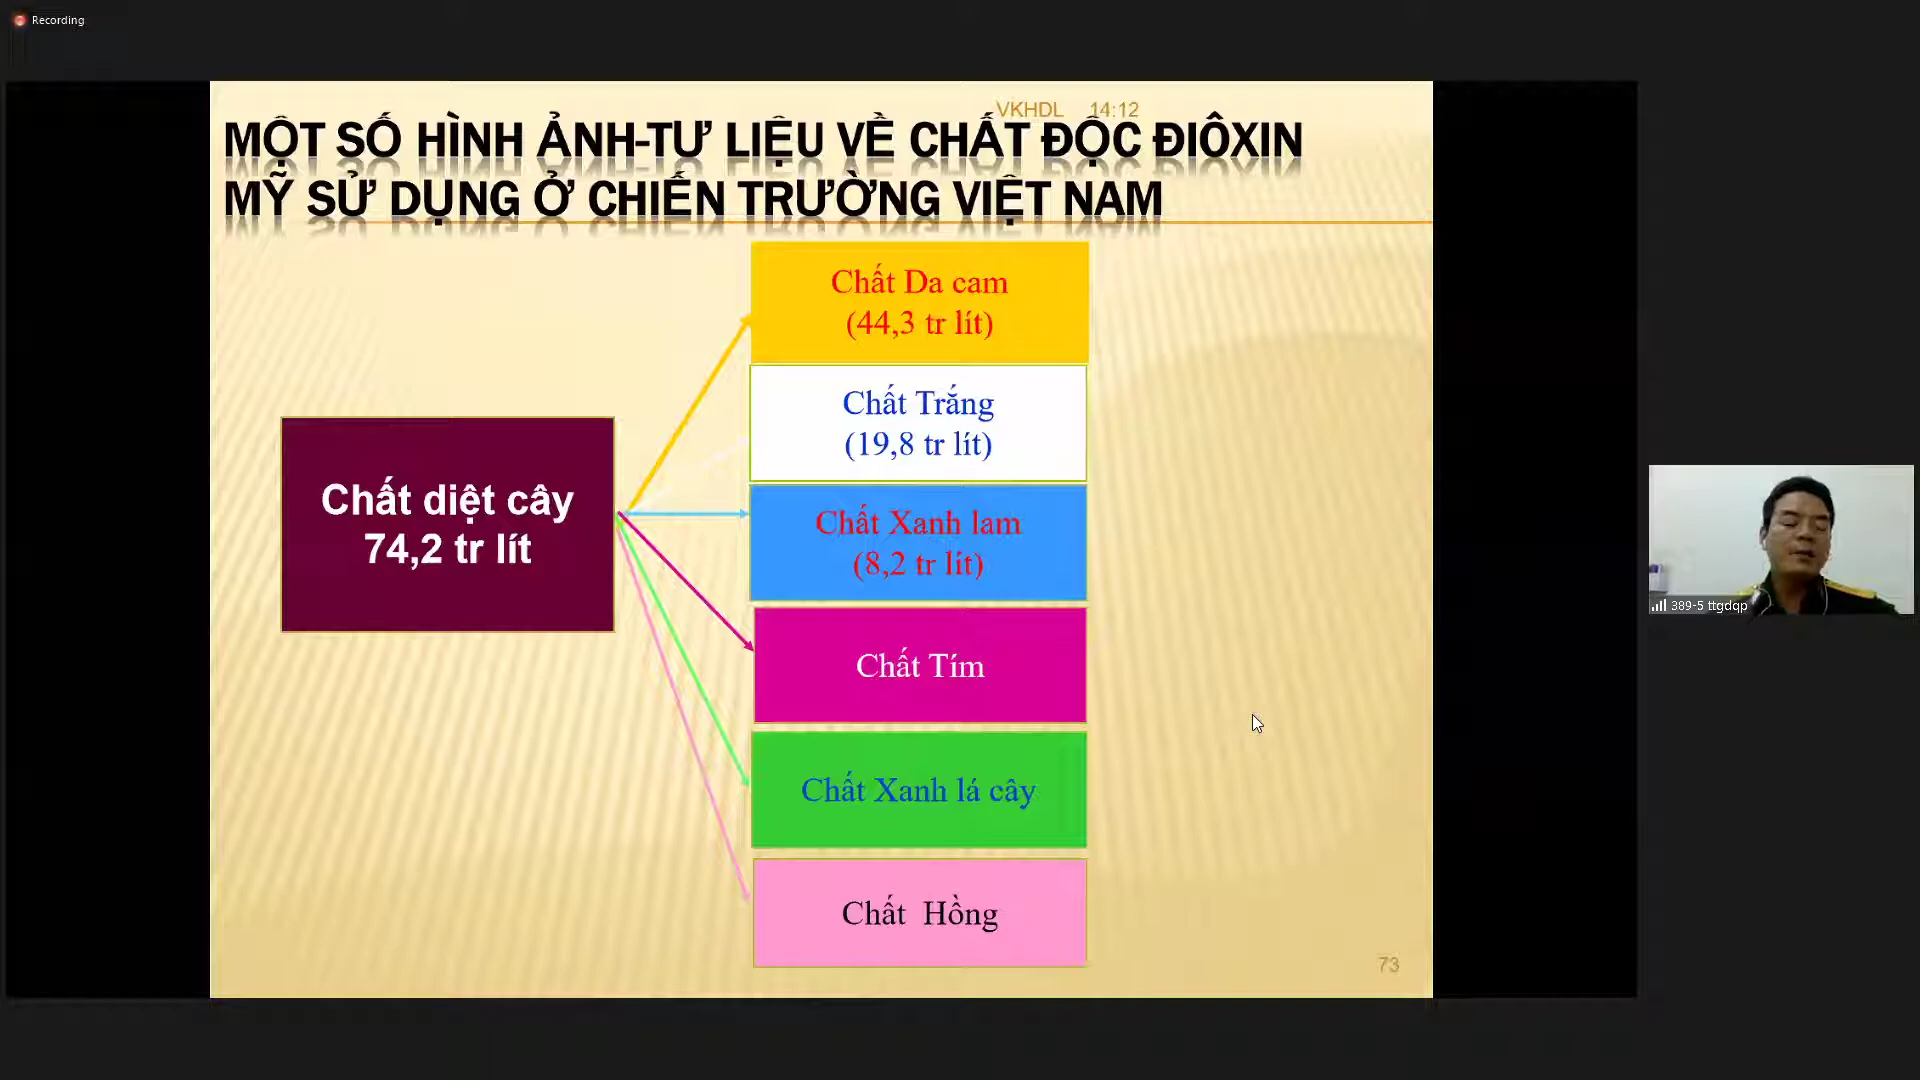 Recording
VKHDL 14:12
MỘT SỐ HÌNH ẢNH-TƯ LIỆU VỀ CHẤT ĐỘC ĐIÔXIN
MỸ SỬ DỤNG Ở CHIẾN TRƯỜNG VIỆT NAM
Chất diệt cây
74,2 tr lít
Chất Da cam
(44,3 tr lít)
Chất Trắng
(19,8 tr lít)
Chất Xanh lam
(8,2 tr lít)
Chất Tím
Chất Xanh lá cây
Chất Hồng
73
389-5 ttgdqp